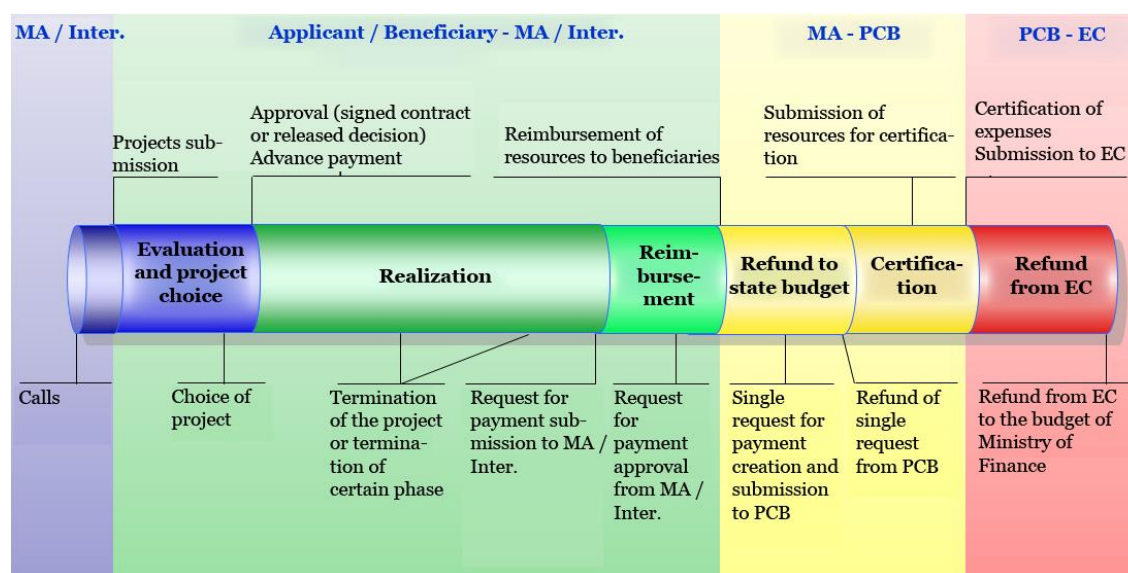 MA / Inter.
Applicant / Beneficiary - MA / Inter.
MA - PCB
PCB - EC
Projects sub-
mission
Approval (signed contract
or released decision)
Advance payment
Reimbursement of
resources to beneficiaries
Submission of
resources for certifica-
tion
Certification of
expenses
Submission to EC
Evaluation
and project
choice
Realization
Reim-
burse-
ment
Refund to
state budget
Certifica-
tion
Refund
from EC
Calls
Choice of
project
Termination
of the project
or termina-
tion of
certain phase
Request for
payment sub-
mission to MA /
Inter.
Request
for
payment
approval
from MA /
Inter.
Single
request for
payment
creation and
submission
to PCB
Refund of
single
request
from PCB
Refund from EC
to the budget of
Ministry of
Finance